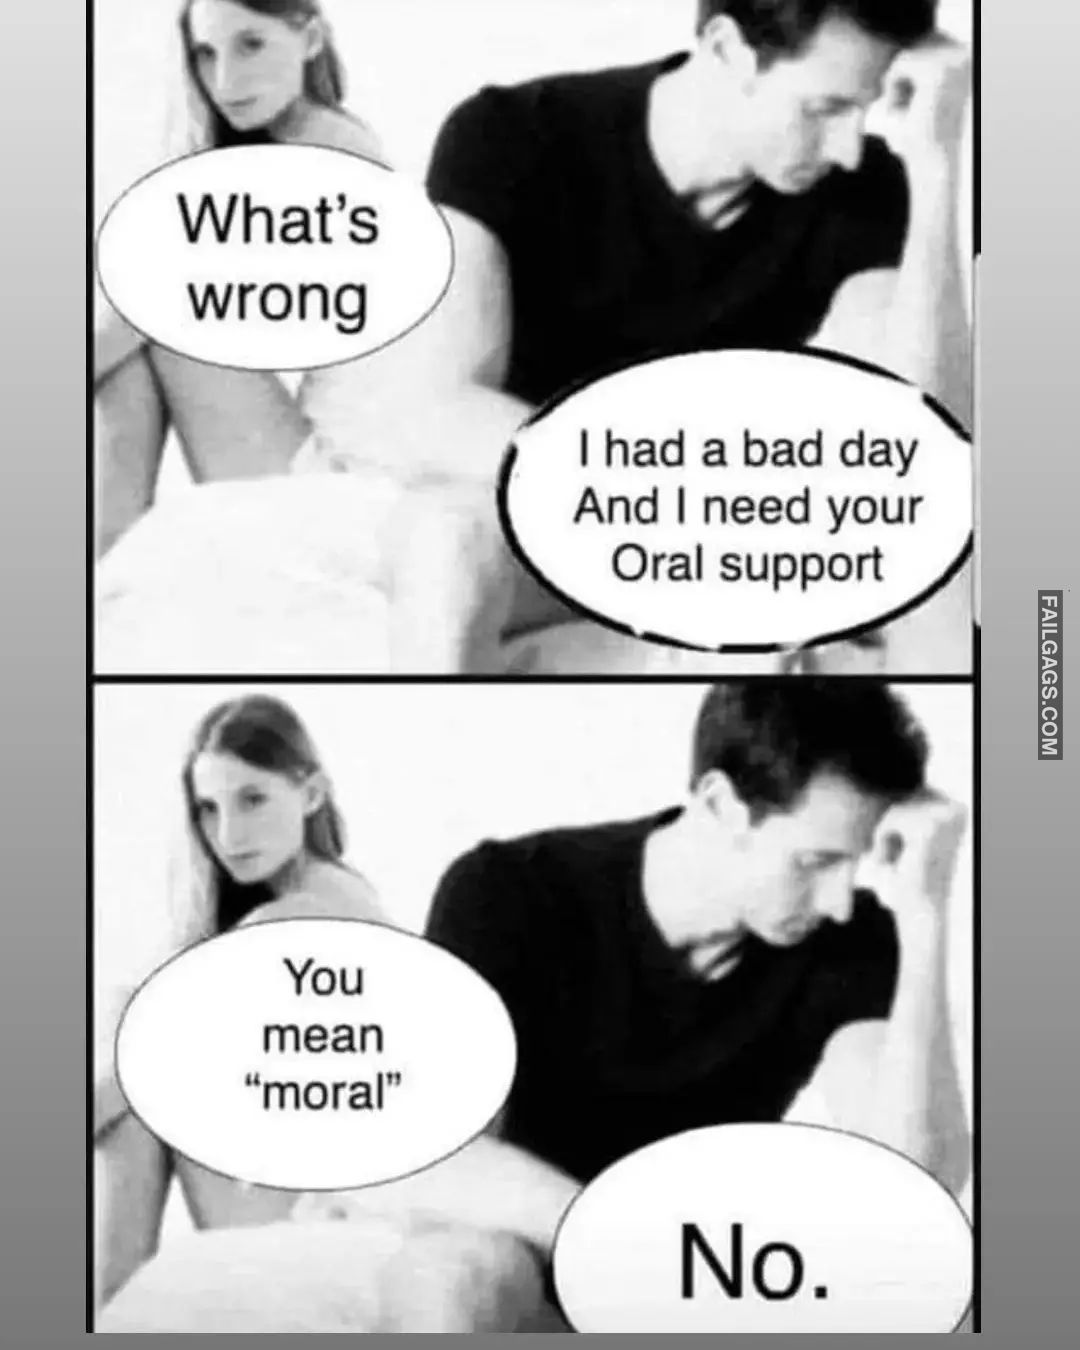 What's
wrong
I had a bad day
And I need your
Oral support
You
mean
“moral”
No.
FAILGAGS.COM